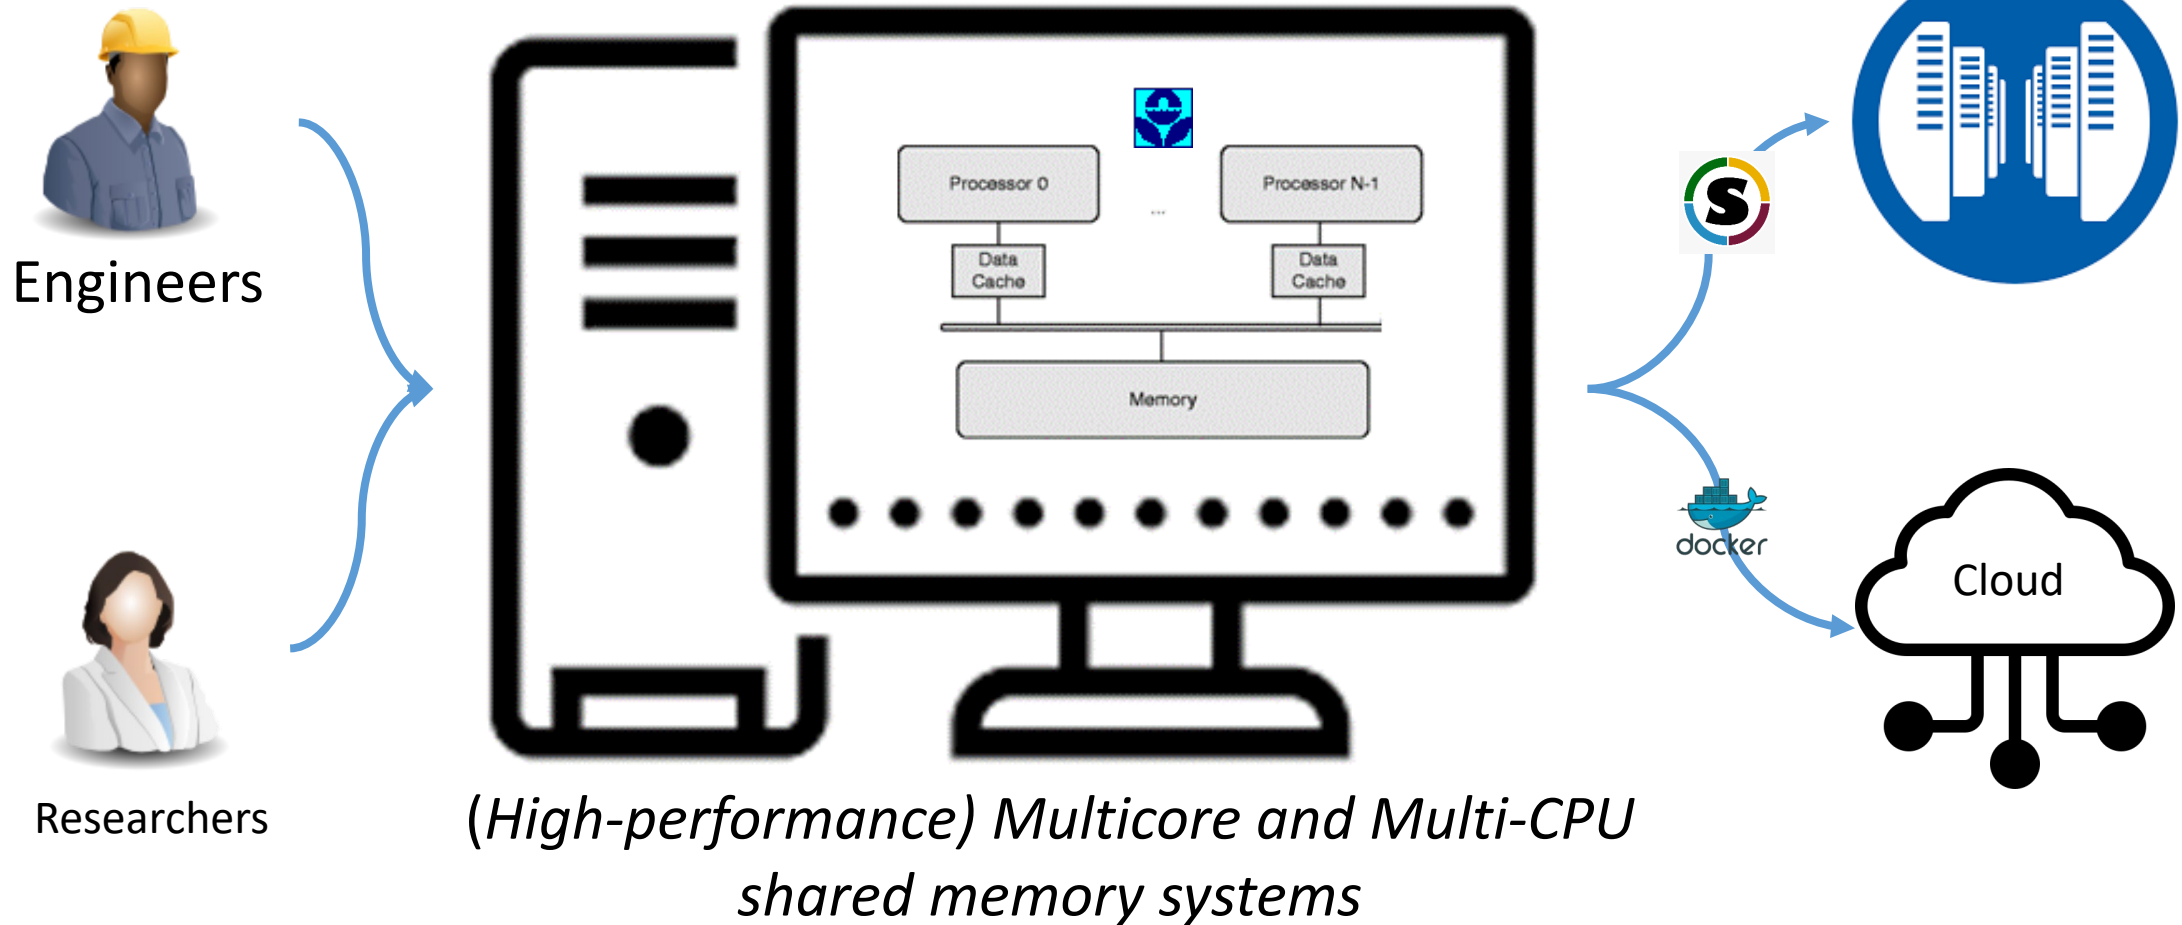 Engineers
Researchers
Processor 0
...
Processor N-1
Data
Cache
Data
Cache
Memory
(High-performance) Multicore and Multi-CPU
shared memory systems
S
docker
Cloud